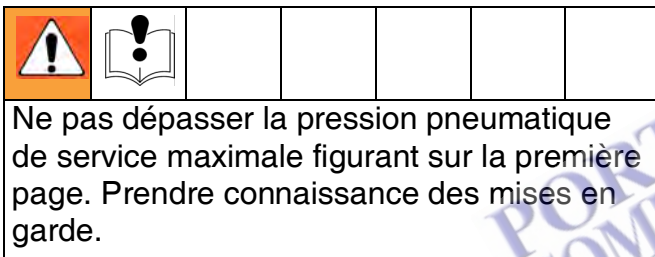 Ne pas dépasser la pression pneumatique
de service maximale figurant sur la première
page. Prendre connaissance des mises en
garde.